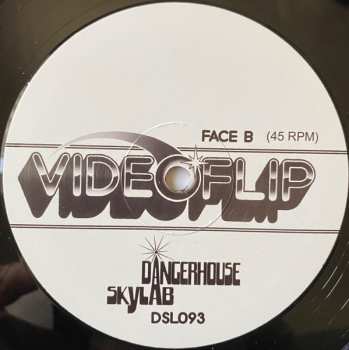 FACE B (45 RPM)
VIDEOFLIP
DANGERHOUSE
SKYLAB
DSL093